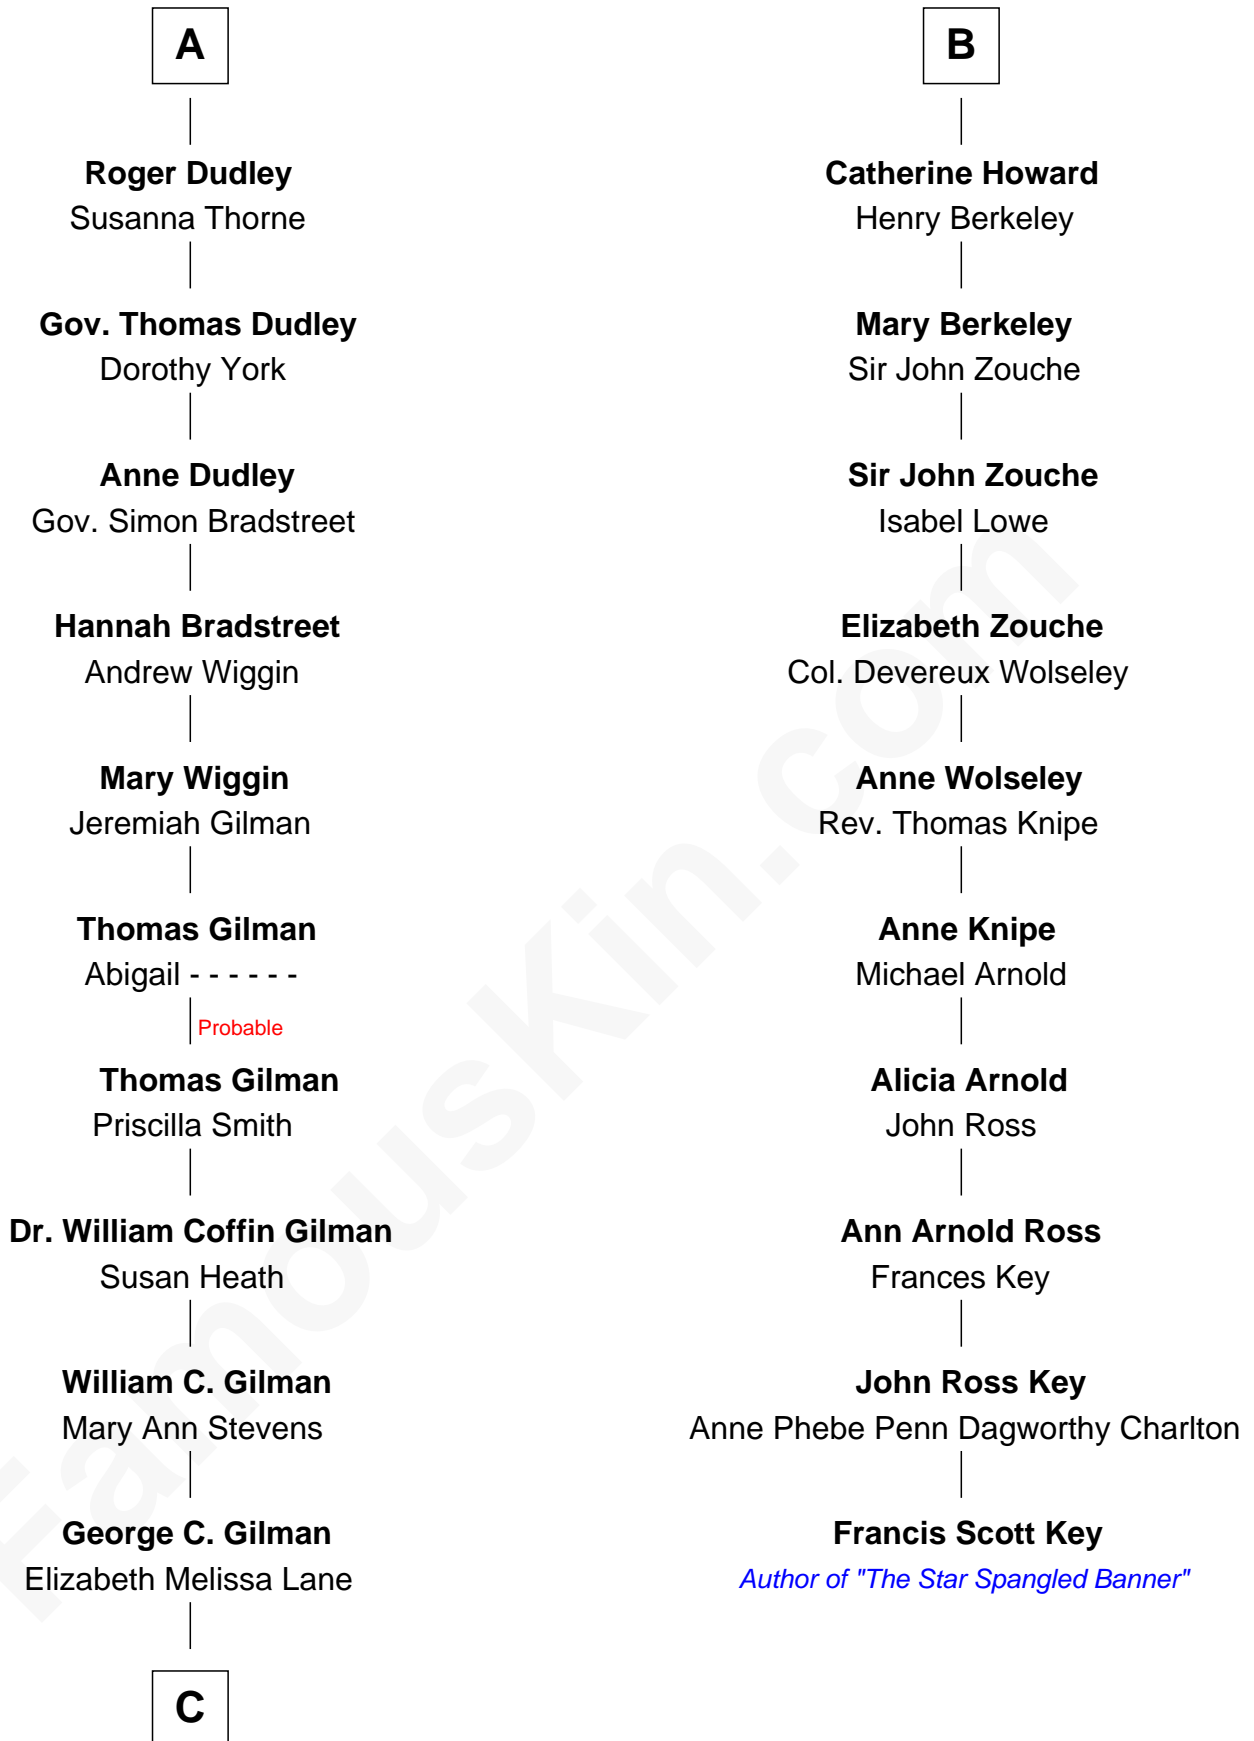 A
Roger Dudley
Susanna Thorne
Gov. Thomas Dudley
Dorothy York
Anne Dudley
Gov. Simon Bradstreet
Hannah Bradstreet
Andrew Wiggin
Mary Wiggin
Jeremiah Gilman
Thomas Gilman
Abigail - - - - - -
Probable
Thomas Gilman
Priscilla Smith
Dr. William Coffin Gilman
Susan Heath
William C. Gilman
Mary Ann Stevens
George C. Gilman
Elizabeth Melissa Lane
C
B
Catherine Howard
Henry Berkeley
Mary Berkeley
Sir John Zouche
Sir John Zouche
Isabel Lowe
Elizabeth Zouche
Col. Devereux Wolseley
Anne Wolseley
Rev. Thomas Knipe
Anne Knipe
Michael Arnold
Alicia Arnold
John Ross
Ann Arnold Ross
Frances Key
John Ross Key
Anne Phebe Penn Dagworthy Charlton
Francis Scott Key
Author of "The Star Spangled Banner"
FamousKin.com